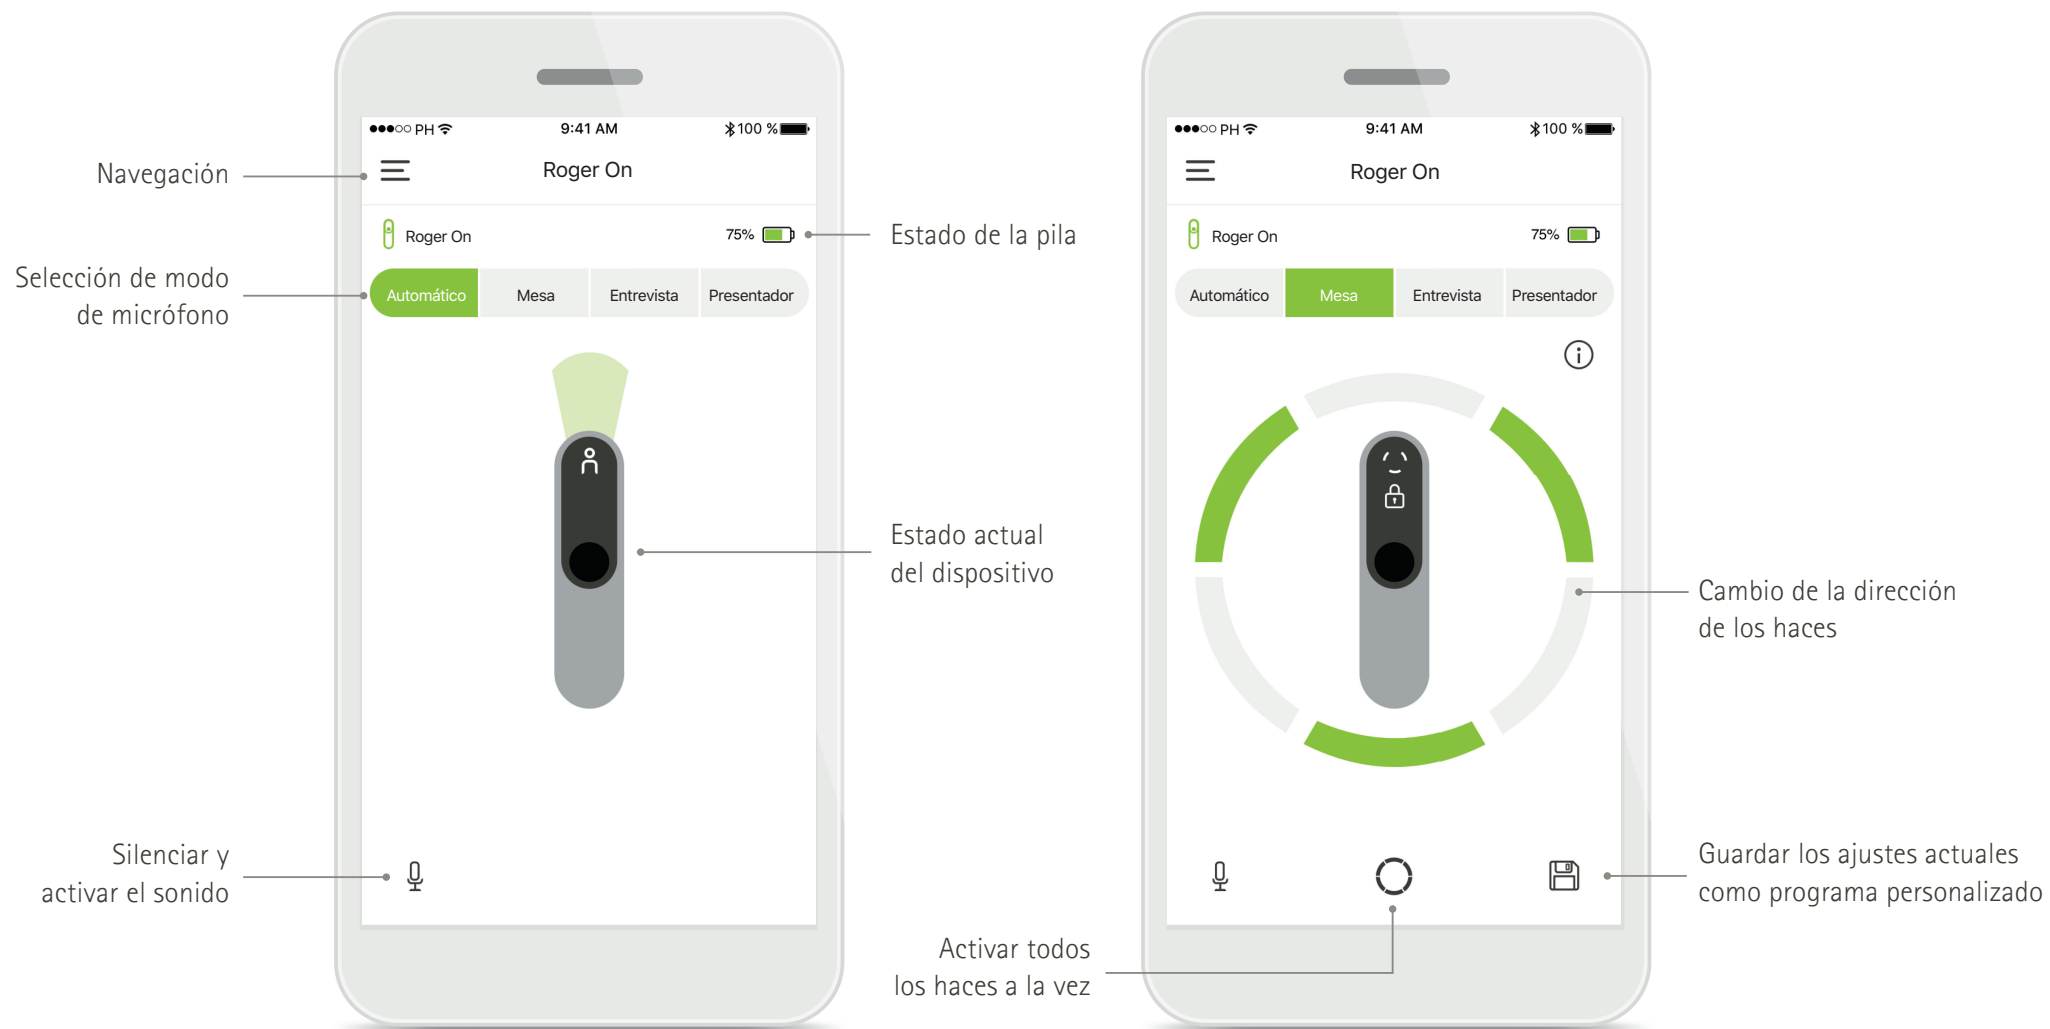 PH
9:41 AM
100 %
Navegación
Roger On
Roger On
75%
Estado de la pila
Selección de modo
de micrófono
Automático
Mesa
Entrevista
Presentador
Estado actual
del dispositivo
Silenciar y
activar el sonido
PH
9:41 AM
100 %
Roger On
Roger On
75%
Automático
Mesa
Entrevista
Presentador
Cambio de la dirección
de los haces
Guardar los ajustes actuales
como programa personalizado
Activar todos
los haces a la vez